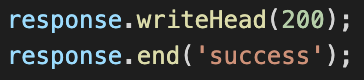 response.writeHead(200);
response.end('success');